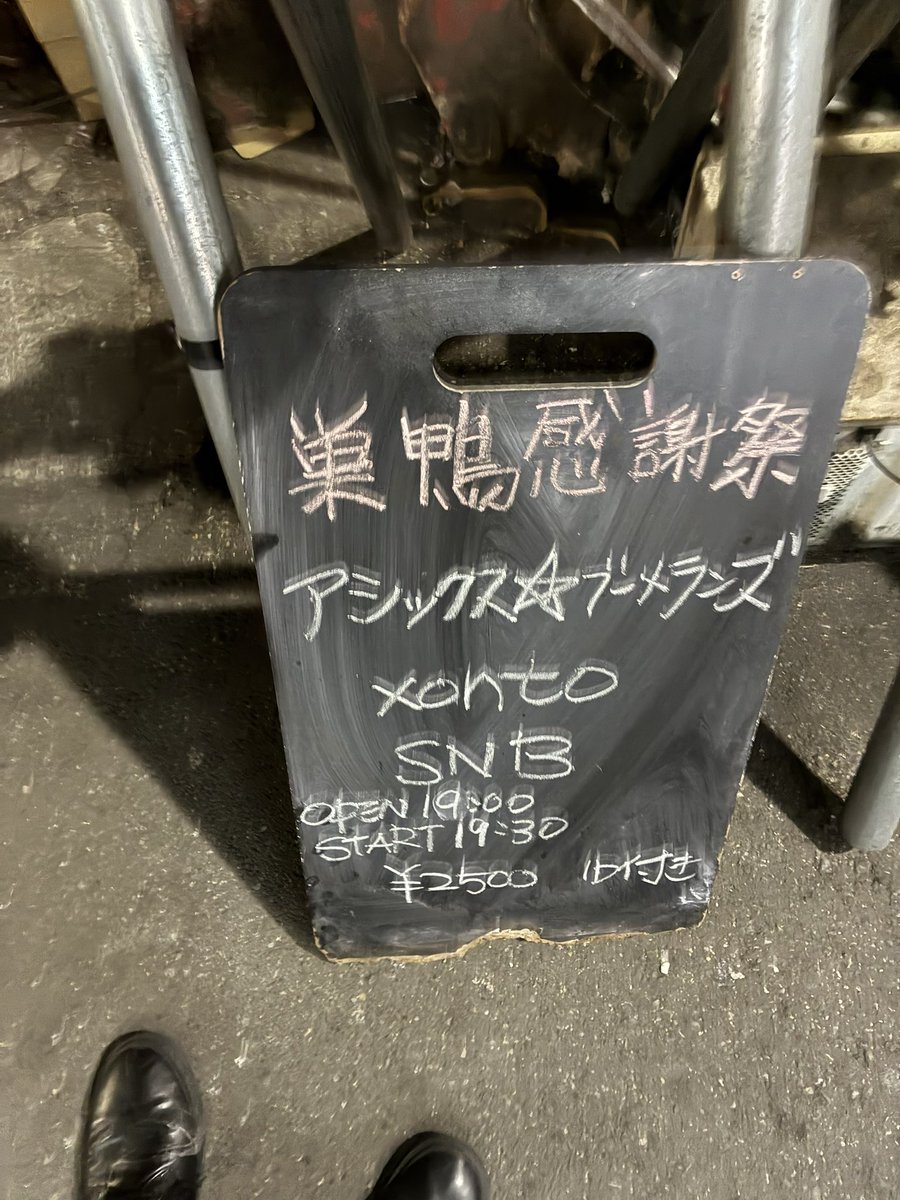 巣鴨感謝祭
アシックス☆ブーメランズ
xonto
SNB
OPEN 19:00
START 19:30
¥2500 1D付き